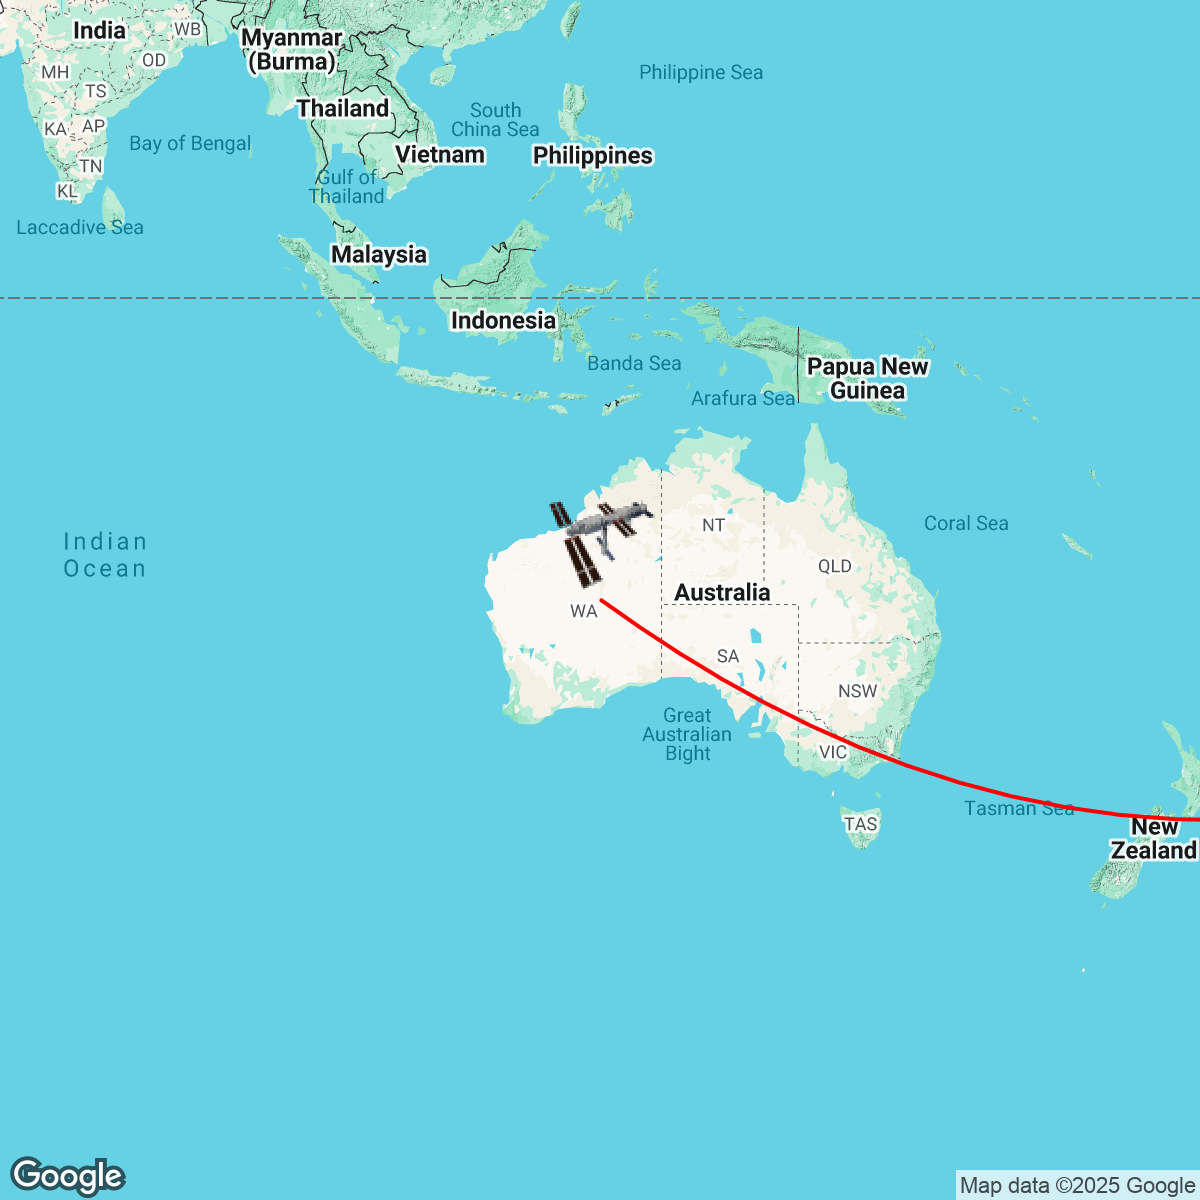 India
WB
Myanmar
(Burma)
Philippine Sea
OD
MH
TS
Thailand
South
China Sea
KA
AP
Bay of Bengal
Vietnam
Philippines
TN
Gulf of
Thailand
KL
Laccadive Sea
Malaysia
Indonesia
Banda Sea
Papua New
Guinea
Arafura Sea
Indian
Ocean
NT
Coral Sea
QLD
Australia
WA
SA
NSW
Great
Australian
Bight
VIC
Tasman Sea
TAS
New
Zealand
Google
Map data ©2025 Google